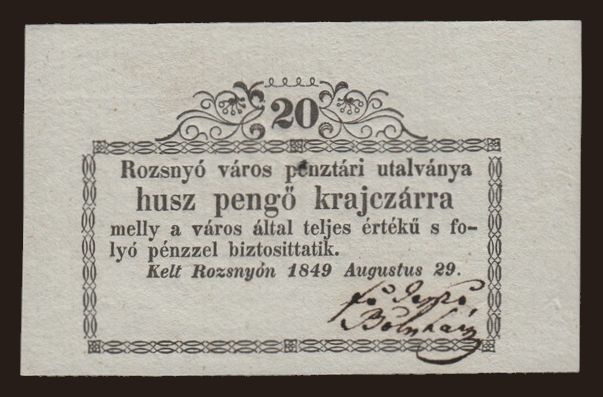 20
Rozsnyó város pénztári utalványa
husz pengő krajczárra
melly a város által teljes értékű s fo-
lyó pénzzel biztosittatik.
Kelt Rozsnyón 1849 Augustus 29.